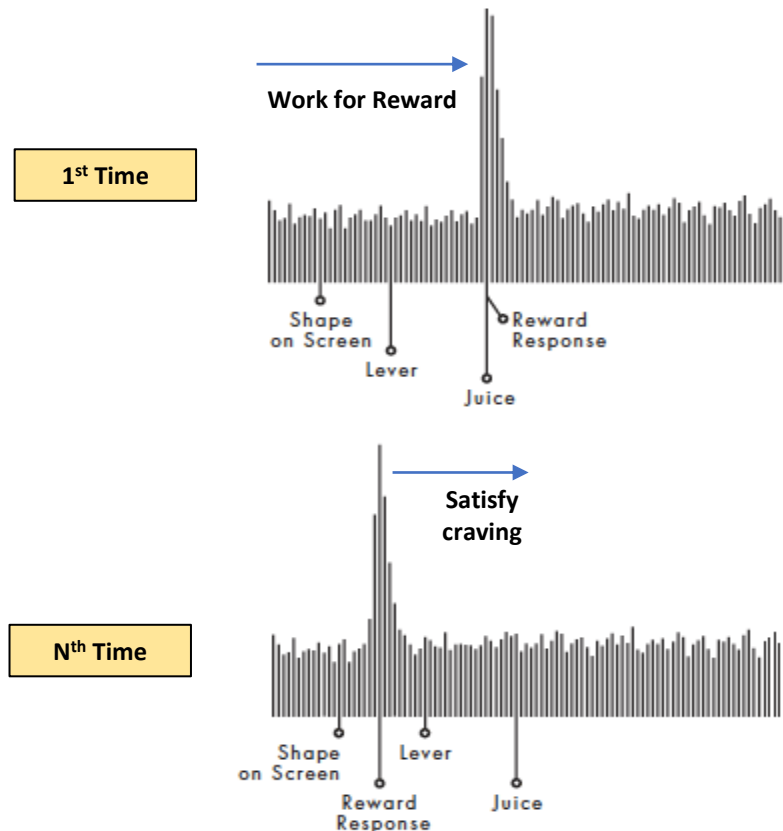 Work for Reward
1st Time
Shape
on Screen
Lever
Reward
Response
Juice
Satisfy
craving
Nth Time
Shape
on Screen
Lever
Reward
Response
Juice